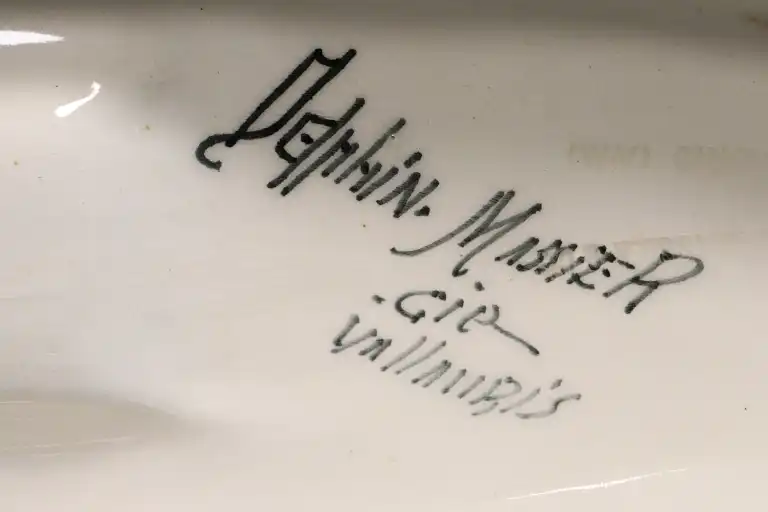 Delphin. MassiER
.cie
vallauris